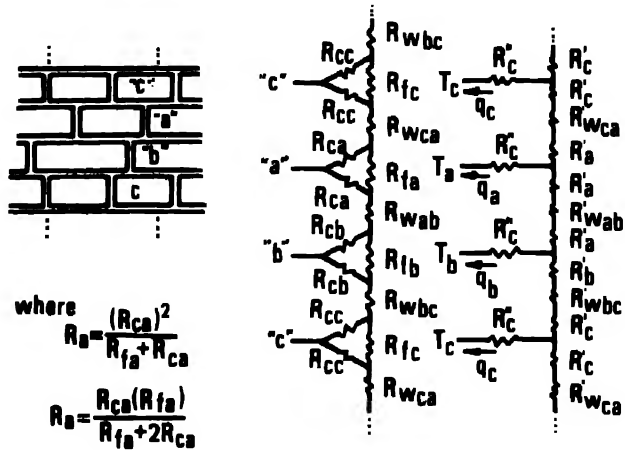 "c"
"a"
"b"
c
where
Ra = (Rca)² / Rfa + Rca
Ra = Rca(Rfa) / Rfa + 2Rca
Rwbc
Rcc
"c"
Rfc
Rcc
Rwca
Rca
"a"
Rfa
Rca
Rwab
Rcb
"b"
Rfb
Rcb
Rwbc
Rcc
"c"
Rfc
Rcc
Rwca
R"c
Tc
qc
R"c
Ta
qa
R"c
Tb
qb
R"c
Tc
qc
R'c
R'c
R'wca
R'a
R'a
R'wab
R'a
R'b
R'wbc
R'c
R'c
R'wca